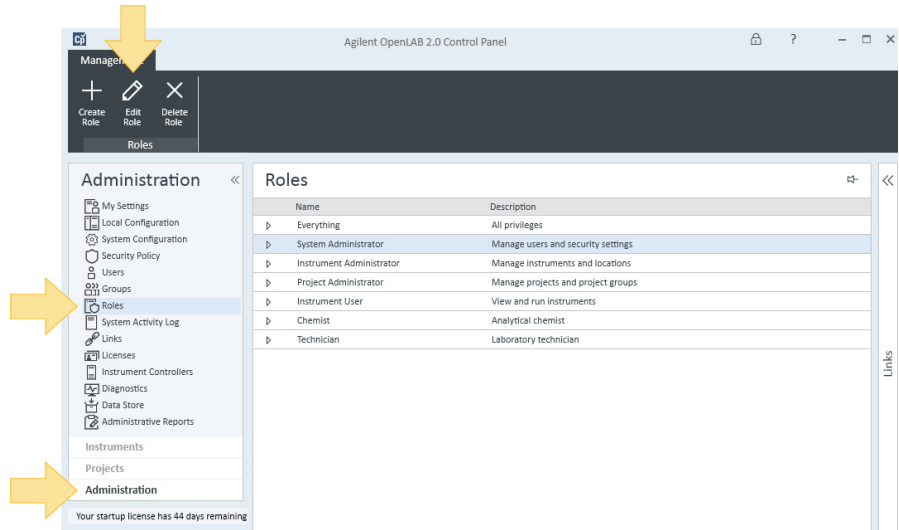 Agilent OpenLAB 2.0 Control Panel
?
Create Role
Edit Role
Delete Role
Roles
Administration
My Settings
Local Configuration
System Configuration
Security Policy
Users
Groups
Roles
System Activity Log
Links
Licenses
Instrument Controllers
Diagnostics
Data Store
Administrative Reports
Instruments
Projects
Administration
Your startup license has 44 days remaining
Roles
Name Description
Everything All privileges
System Administrator Manage users and security settings
Instrument Administrator Manage instruments and locations
Project Administrator Manage projects and project groups
Instrument User View and run instruments
Chemist Analytical chemist
Technician Laboratory technician
Links